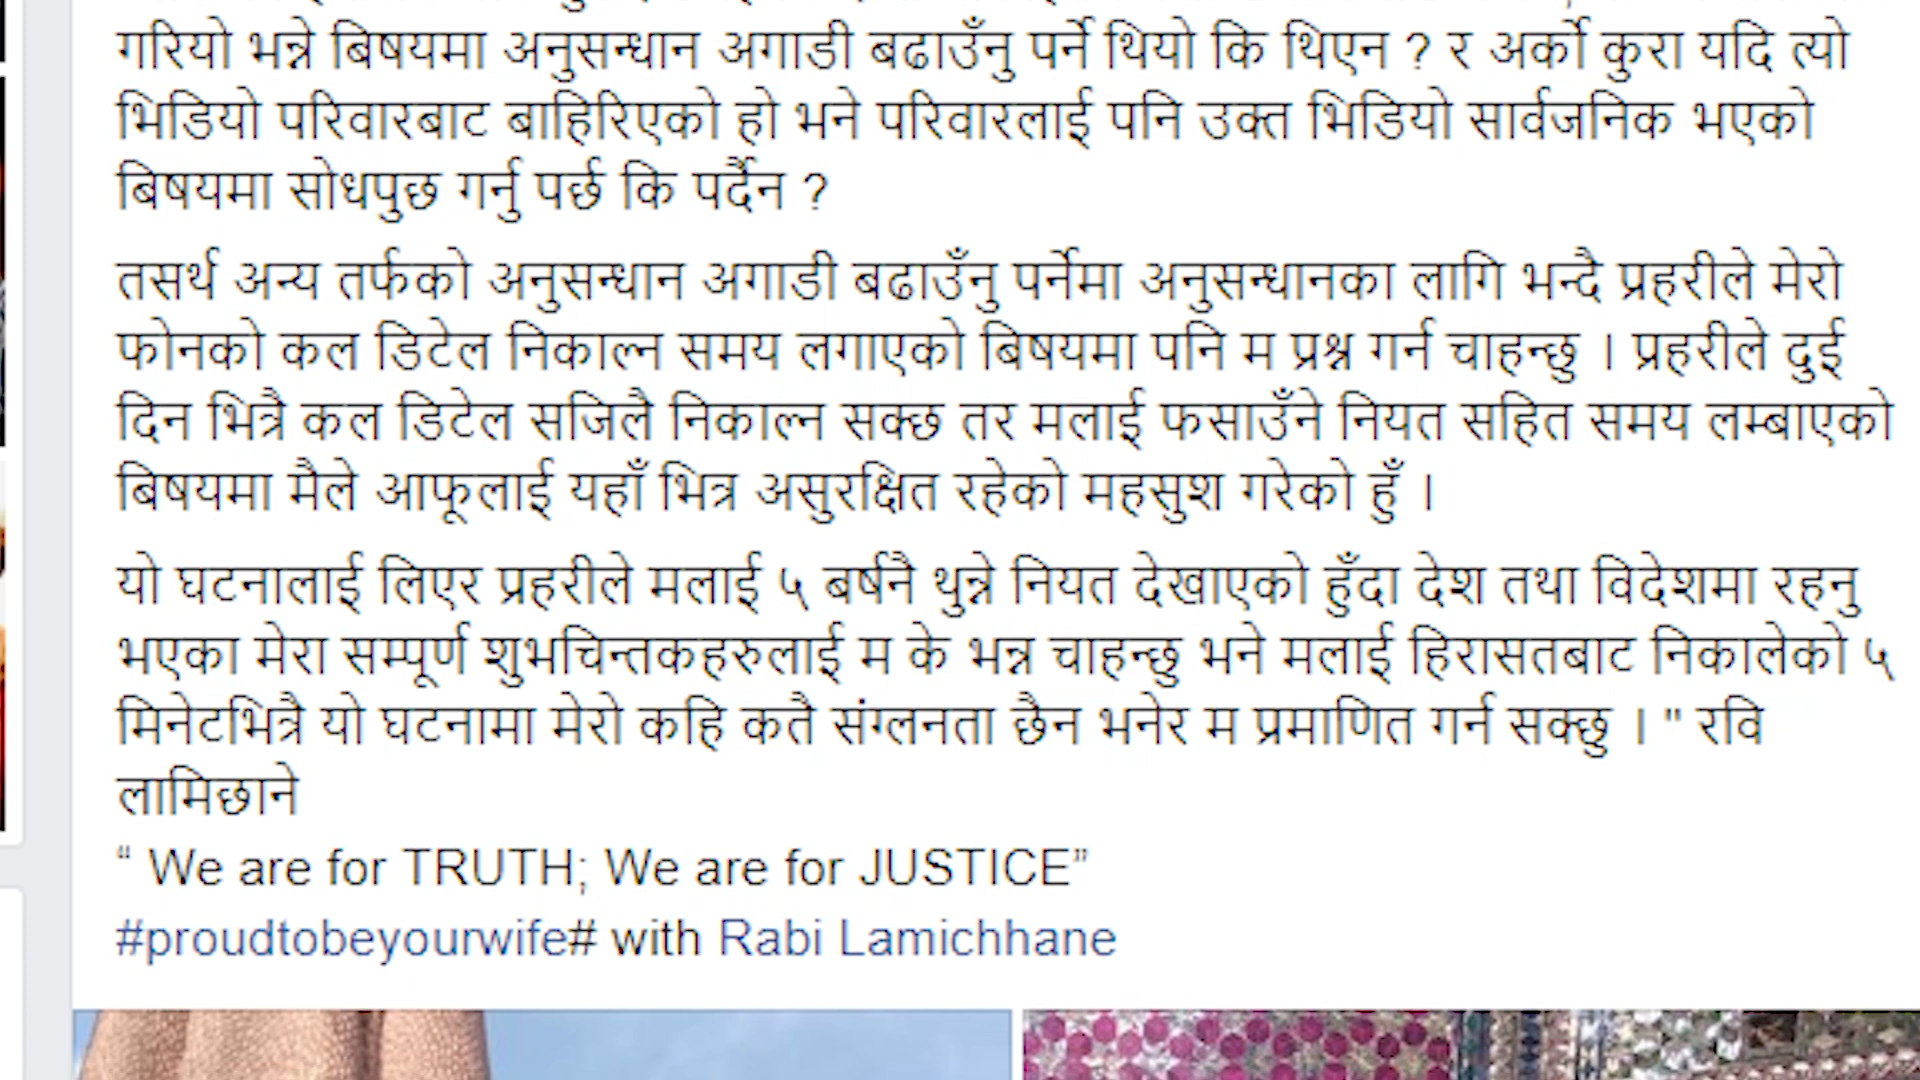 गरियो भन्ने बिषयमा अनुसन्धान अगाडी बढाउँनु पर्ने थियो कि थिएन ? र अर्को कुरा यदि त्यो
भिडियो परिवारबाट बाहिरिएको हो भने परिवारलाई पनि उक्त भिडियो सार्वजनिक भएको
बिषयमा सोधपुछ गर्नु पर्छ कि पर्दैन ?
तसर्थ अन्य तर्फको अनुसन्धान अगाडी बढाउँनु पर्नेमा अनुसन्धानका लागि भन्दै प्रहरीले मेरो
फोनको कल डिटेल निकाल्न समय लगाएको बिषयमा पनि म प्रश्न गर्न चाहन्छु । प्रहरीले दुई
दिन भित्रै कल डिटेल सजिलै निकाल्न सक्छ तर मलाई फसाउँने नियत सहित समय लम्बाएको
बिषयमा मैले आफूलाई यहाँ भित्र असुरक्षित रहेको महसुश गरेको हुँ ।
यो घटनालाई लिएर प्रहरीले मलाई ५ बर्षनै थुन्ने नियत देखाएको हुँदा देश तथा विदेशमा रहनु
भएका मेरा सम्पूर्ण शुभचिन्तकहरुलाई म के भन्न चाहन्छु भने मलाई हिरासतबाट निकालेको ५
मिनेटभित्रै यो घटनामा मेरो कहि कतै संग्लनता छैन भनेर म प्रमाणित गर्न सक्छु । " रवि
लामिछाने
“ We are for TRUTH; We are for JUSTICE”
#proudtobeyourwife# with Rabi Lamichhane